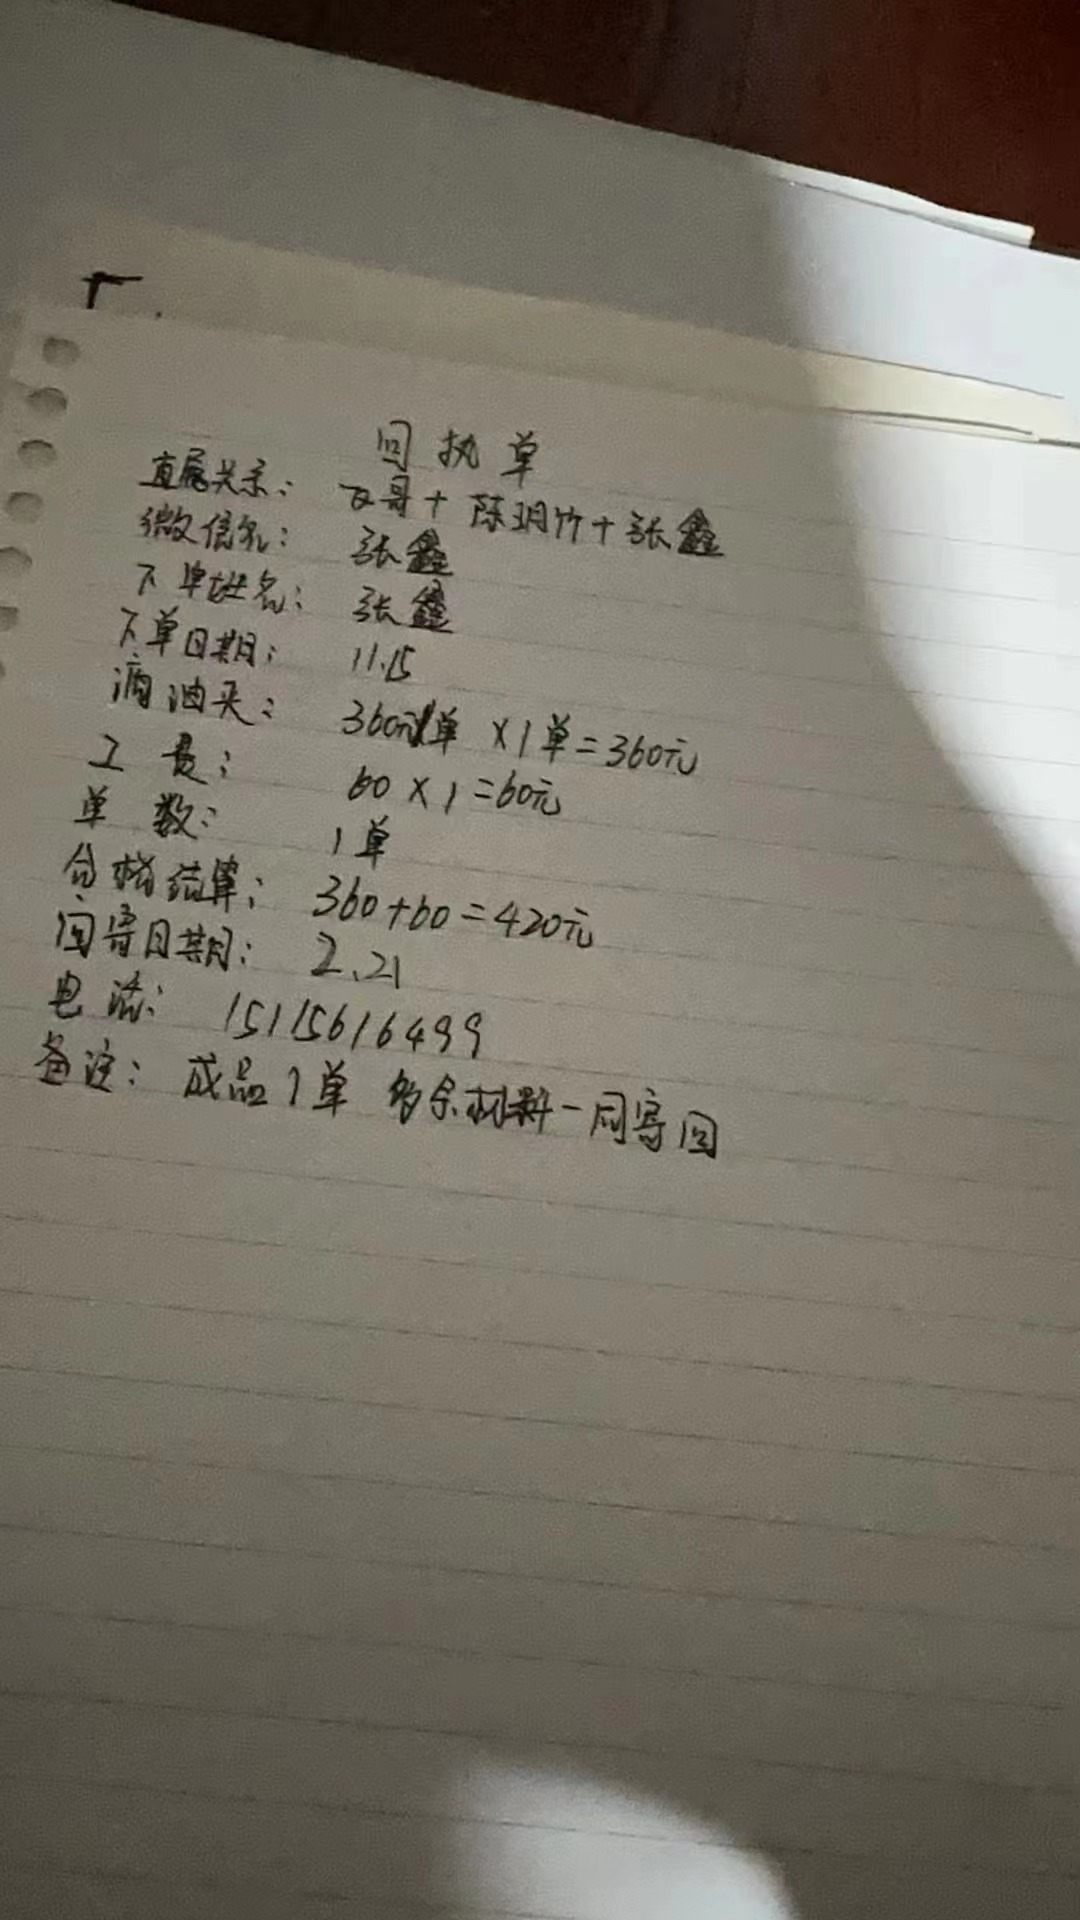 回执单
直属关系: 飞哥+陈玥竹+张鑫
微信名: 张鑫
下单姓名: 张鑫
下单日期: 11.15
滴油夹: 360元/单 ×1单=360元
工费: 60×1=60元
单数: 1单
合格结算: 360+60=420元
回寄日期: 2.21
电话: 15115616499
备注: 成品1单 多余材料一同寄回